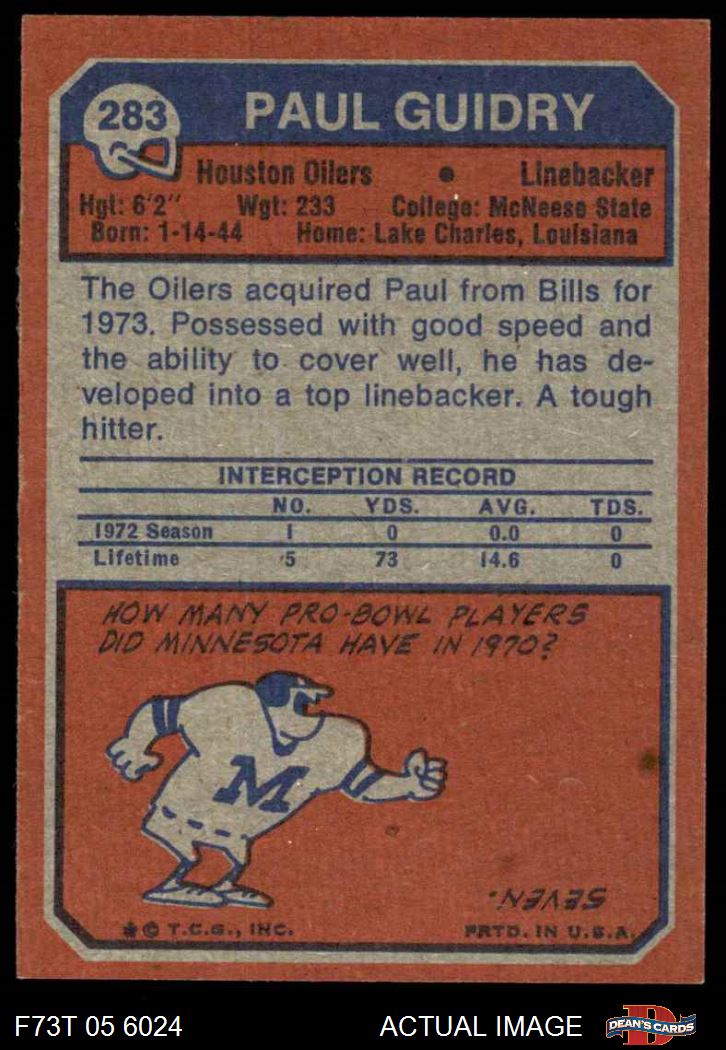 283 PAUL GUIDRY
Houston Oilers • Linebacker
Hgt: 6'2" Wgt: 233 College: McNeese State
Born: 1-14-44 Home: Lake Charles, Louisiana
The Oilers acquired Paul from Bills for
1973. Possessed with good speed and
the ability to cover well, he has de-
veloped into a top linebacker. A tough
hitter.
INTERCEPTION RECORD
NO. YDS. AVG. TDS.
1972 Season 1 0 0.0 0
Lifetime 5 73 14.6 0
HOW MANY PRO-BOWL PLAYERS
DID MINNESOTA HAVE IN 1970?
M
SEVEN.
* © T.C.G., INC. PRTD. IN U.S.A.
F73T 05 6024 ACTUAL IMAGE D DEAN'S CARDS